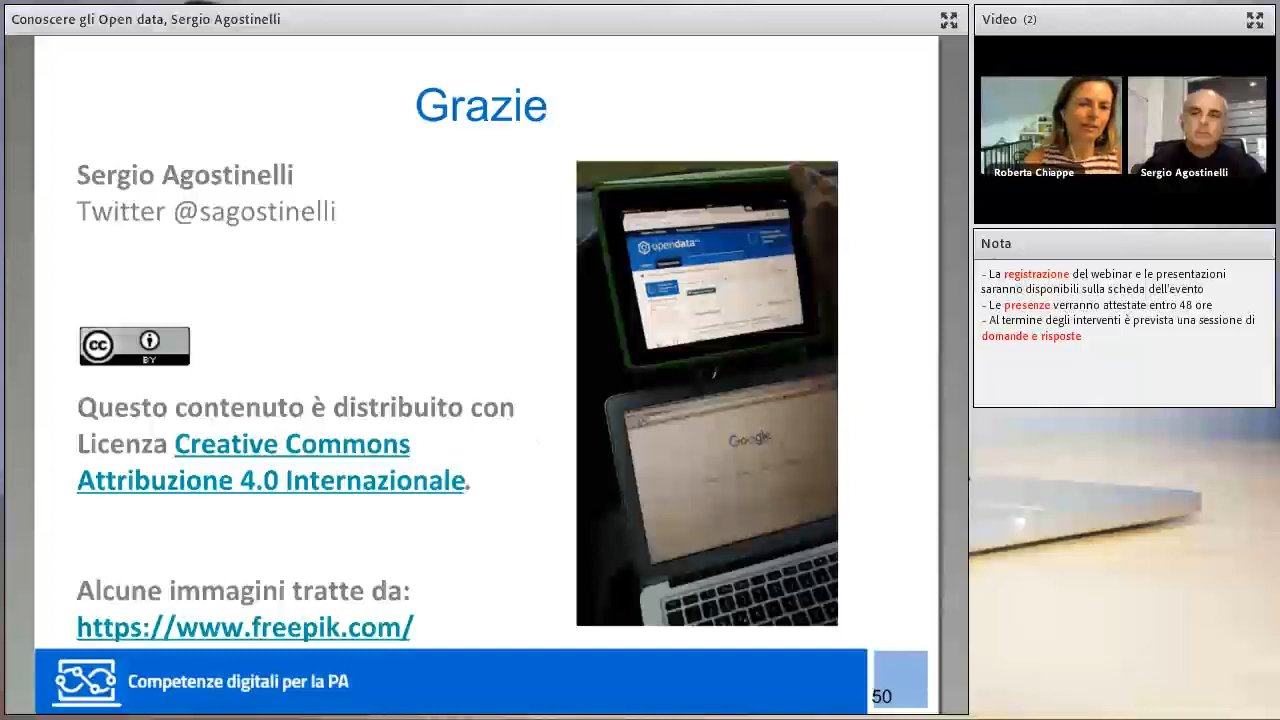 Conoscere gli Open data, Sergio Agostinelli
Grazie
Sergio Agostinelli
Twitter @sagostinelli
CC
BY
Questo contenuto è distribuito con
Licenza Creative Commons
Attribuzione 4.0 Internazionale.
Alcune immagini tratte da:
https://www.freepik.com/
opendata
Google
Competenze digitali per la PA
50
Video (2)
Roberta Chiappe
Sergio Agostinelli
Nota
- La registrazione del webinar e le presentazioni
saranno disponibili sulla scheda dell'evento
- Le presenze verranno attestate entro 48 ore
- Al termine degli interventi è prevista una sessione di
domande e risposte